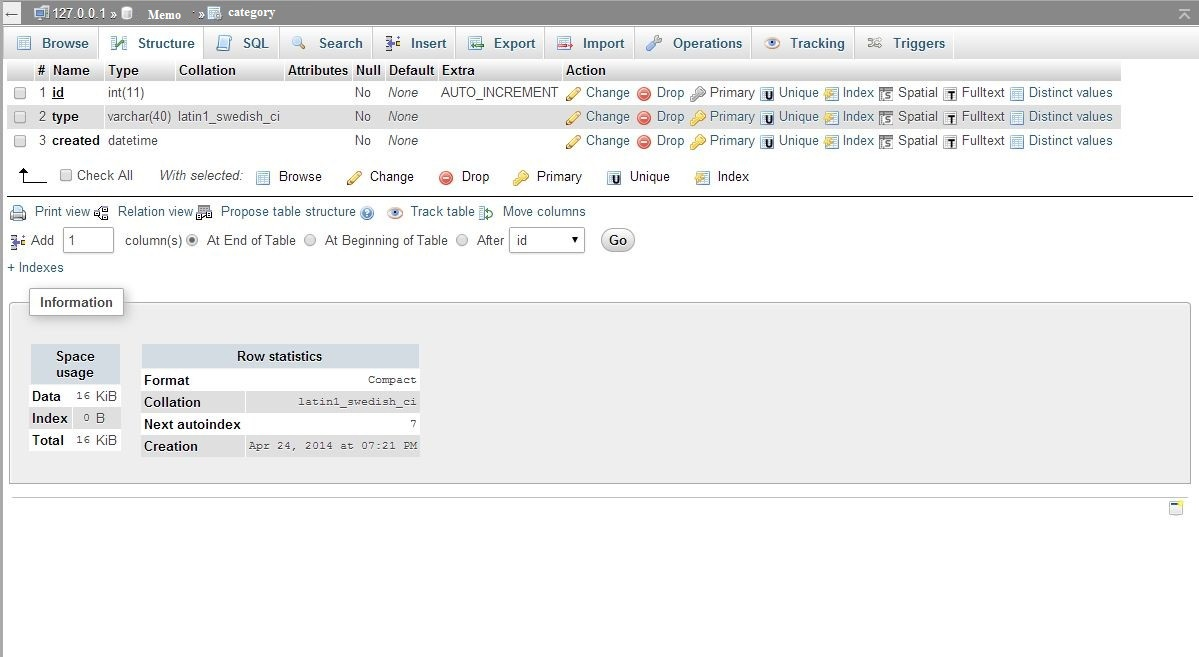 127.0.0.1 » Memo » category
Browse Structure SQL Search Insert Export Import Operations Tracking Triggers
# Name Type Collation Attributes Null Default Extra Action
1 id int(11) No None AUTO_INCREMENT Change Drop Primary Unique Index Spatial Fulltext Distinct values
2 type varchar(40) latin1_swedish_ci No None Change Drop Primary Unique Index Spatial Fulltext Distinct values
3 created datetime No None Change Drop Primary Unique Index Spatial Fulltext Distinct values
Check All With selected: Browse Change Drop Primary Unique Index
Print view Relation view Propose table structure Track table Move columns
Add 1 column(s) At End of Table At Beginning of Table After id Go
+ Indexes
Information
Space usage
Data 16 KiB
Index 0 B
Total 16 KiB
Row statistics
Format Compact
Collation latin1_swedish_ci
Next autoindex 7
Creation Apr 24, 2014 at 07:21 PM